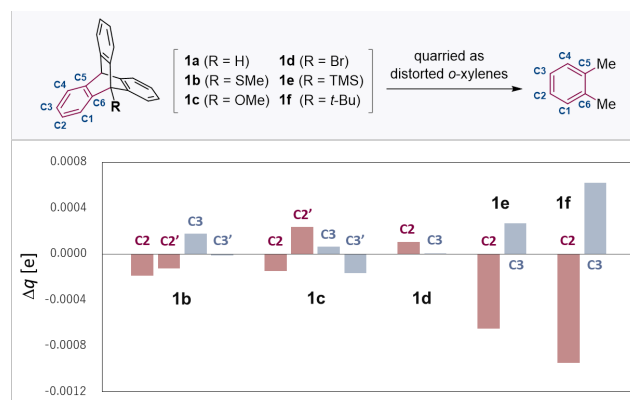 1a (R = H) 1d (R = Br)
1b (R = SMe) 1e (R = TMS)
1c (R = OMe) 1f (R = t-Bu)
quarried as
distorted o-xylenes
C5
C4
C3
C2
C1
C6
R
C4
C3
C5
Me
C2
C6
Me
C1
0.0008
0.0004
0.0000
-0.0004
-0.0008
-0.0012
Δq [e]
C2 C2′ C3 C3′
1b
C2 C2′ C3 C3′
1c
C2 C3
1d
1e
C2
C3
1f
C2
C3